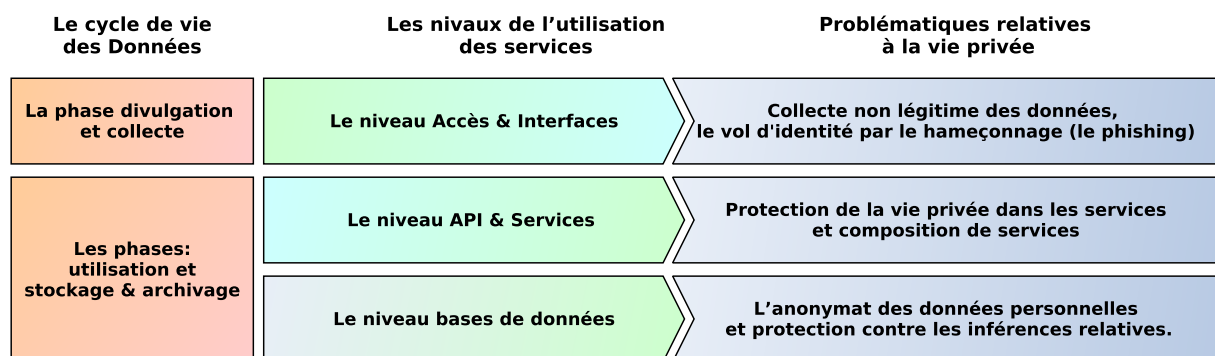 Le cycle de vie
des Données
Les nivaux de l’utilisation
des services
Problématiques relatives
à la vie privée
La phase divulgation
et collecte
Le niveau Accès & Interfaces
Collecte non légitime des données,
le vol d'identité par le hameçonnage (le phishing)
Les phases:
utilisation et
stockage & archivage
Le niveau API & Services
Protection de la vie privée dans les services
et composition de services
Le niveau bases de données
L’anonymat des données personnelles
et protection contre les inférences relatives.